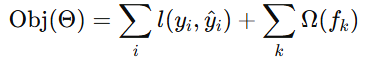 Obj(Θ) = ∑_i l(y_i, ŷ_i) + ∑_k Ω(f_k)